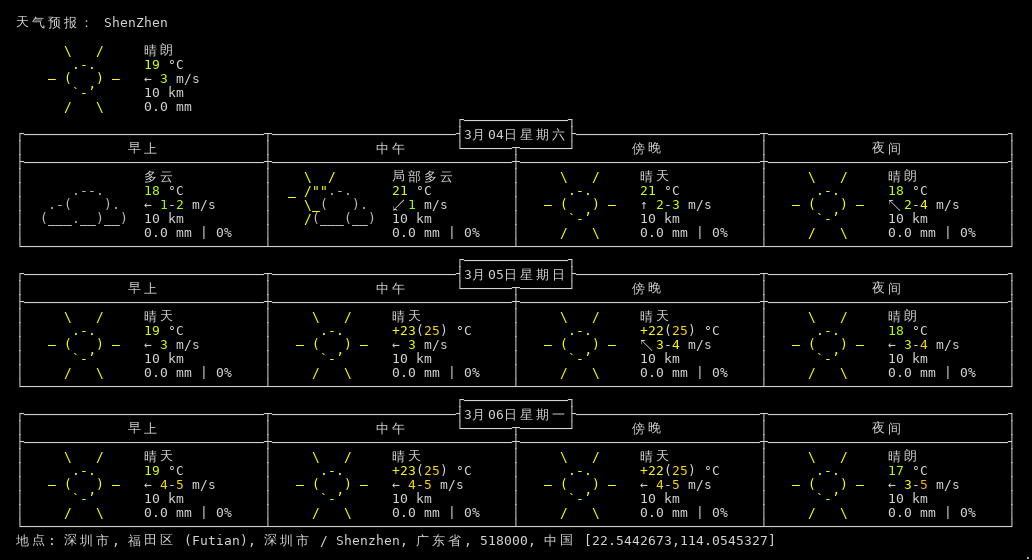 天气预报： ShenZhen
晴朗
19 °C
← 3 m/s
10 km
0.0 mm
3月04日星期六
早上 中午 傍晚 夜间
多云 局部多云 晴天 晴朗
18 °C 21 °C 21 °C 18 °C
← 1-2 m/s ↙ 1 m/s ↑ 2-3 m/s ↖ 2-4 m/s
10 km 10 km 10 km 10 km
0.0 mm | 0% 0.0 mm | 0% 0.0 mm | 0% 0.0 mm | 0%
3月05日星期日
早上 中午 傍晚 夜间
晴天 晴天 晴天 晴朗
19 °C +23(25) °C +22(25) °C 18 °C
← 3 m/s ← 3 m/s ↖ 3-4 m/s ← 3-4 m/s
10 km 10 km 10 km 10 km
0.0 mm | 0% 0.0 mm | 0% 0.0 mm | 0% 0.0 mm | 0%
3月06日星期一
早上 中午 傍晚 夜间
晴天 晴天 晴天 晴朗
19 °C +23(25) °C +22(25) °C 17 °C
← 4-5 m/s ← 4-5 m/s ← 4-5 m/s ← 3-5 m/s
10 km 10 km 10 km 10 km
0.0 mm | 0% 0.0 mm | 0% 0.0 mm | 0% 0.0 mm | 0%
地点: 深圳市, 福田区 (Futian), 深圳市 / Shenzhen, 广东省, 518000, 中国 [22.5442673,114.0545327]